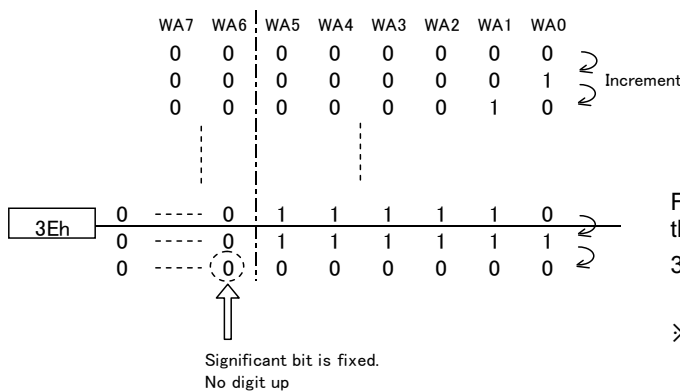 WA7 WA6 WA5 WA4 WA3 WA2 WA1 WA0
0 0 0 0 0 0 0 0
0 0 0 0 0 0 0 1
Increment
0 0 0 0 0 0 1 0
3Eh
0 ----- 0 1 1 1 1 1 0
0 ----- 0 1 1 1 1 1 1
0 ----- 0 0 0 0 0 0 0
3
※
Significant bit is fixed.
No digit up